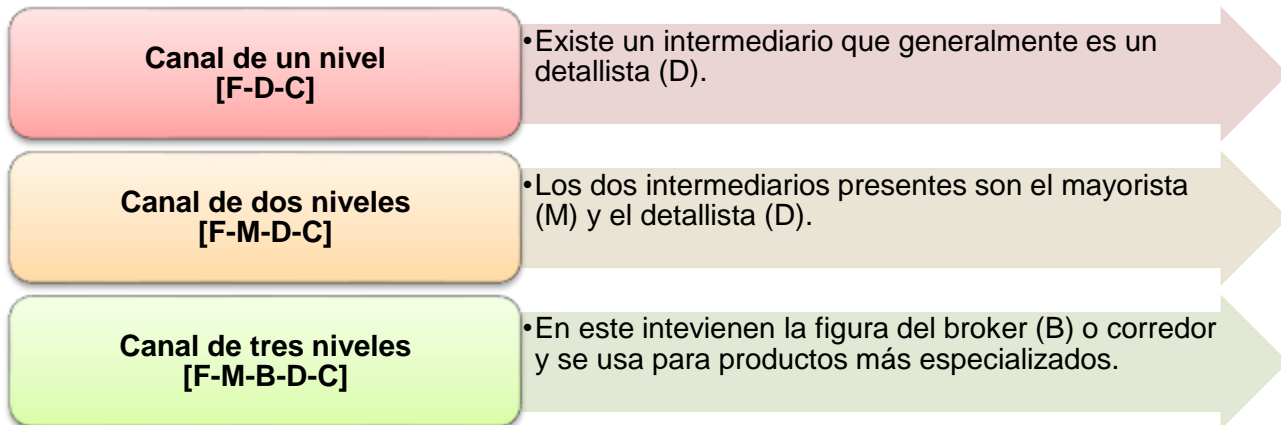 Canal de un nivel
[F-D-C]
•Existe un intermediario que generalmente es un
detallista (D).
Canal de dos niveles
[F-M-D-C]
•Los dos intermediarios presentes son el mayorista
(M) y el detallista (D).
Canal de tres niveles
[F-M-B-D-C]
•En este intevienen la figura del broker (B) o corredor
y se usa para productos más especializados.